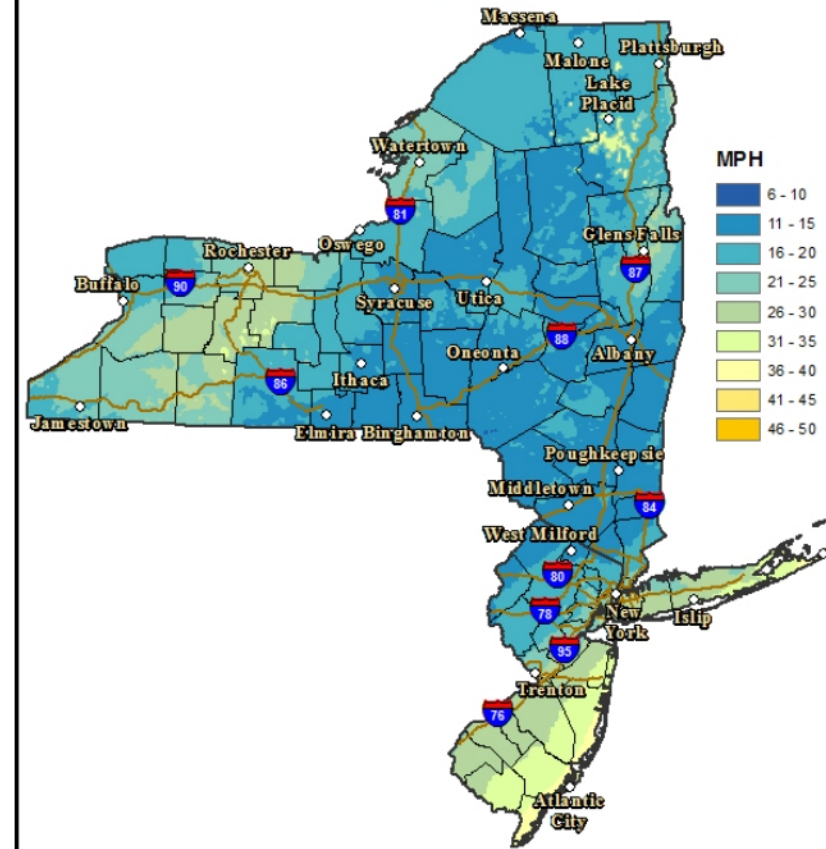 Massena
Malone
Plattsburgh
Lake
Placid
Watertown
MPH
6 - 10
81
11 - 15
Oswego
Rochester
Glens Falls
16 - 20
Buffalo
90
87
21 - 25
Syracuse
Utica
26 - 30
88
31 - 35
Oneonta
Albany
36 - 40
86
Ithaca
41 - 45
Jamestown
Elmira
Binghamton
46 - 50
Poughkeepsie
Middletown
84
West Milford
80
78
New
York
Islip
95
Trenton
76
Atlantic
City